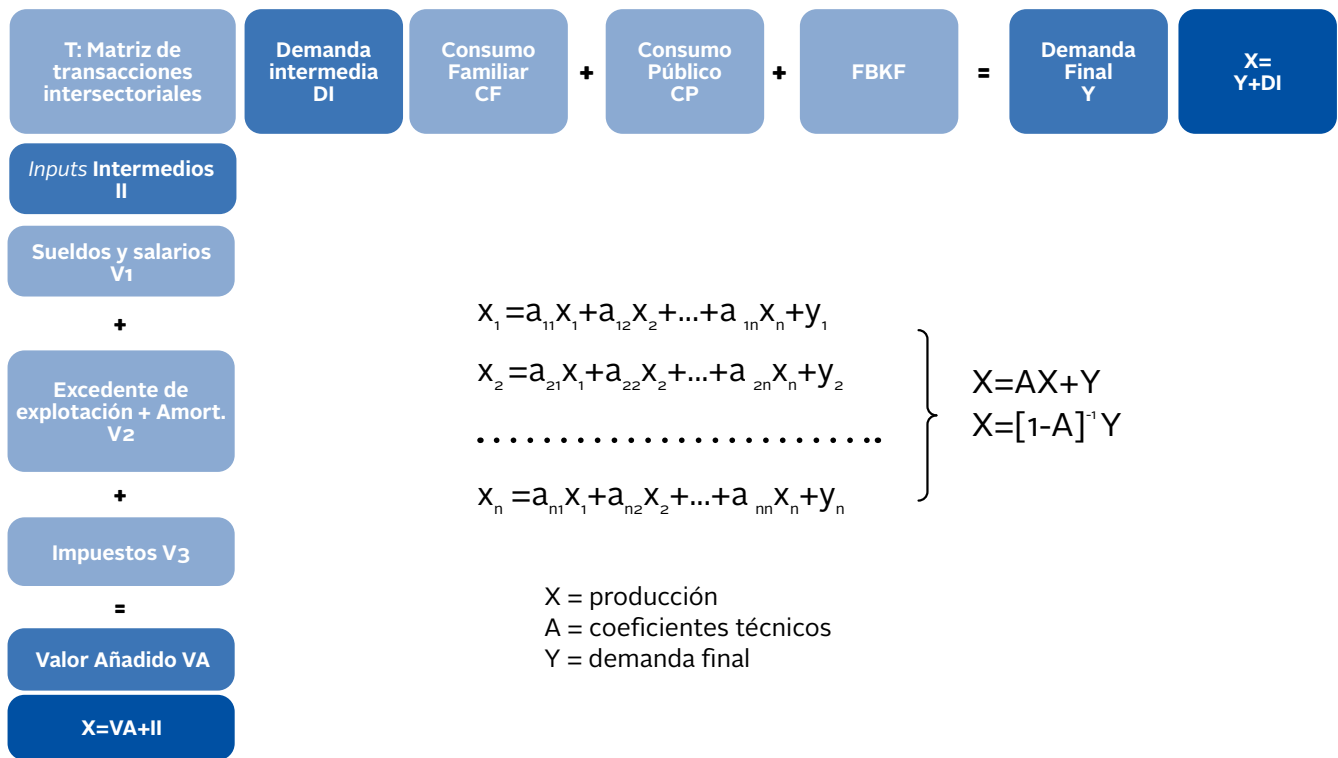 T: Matriz de
transacciones
intersectoriales
Demanda
intermedia
DI
Consumo
Familiar
CF
+
Consumo
Público
CP
+
FBKF
=
Demanda
Final
Y
X=
Y+DI
Inputs Intermedios
II
Sueldos y salarios
V1
+
Excedente de
explotación + Amort.
V2
+
Impuestos V3
=
Valor Añadido VA
X=VA+II
x₁=a₁₁x₁+a₁₂x₂+...+a₁ₙxₙ+y₁
x₂=a₂₁x₁+a₂₂x₂+...+a₂ₙxₙ+y₂
..........................
xₙ=aₙ₁x₁+aₙ₂x₂+...+aₙₙxₙ+yₙ
X=AX+Y
X=[1-A]⁻¹Y
X = producción
A = coeficientes técnicos
Y = demanda final